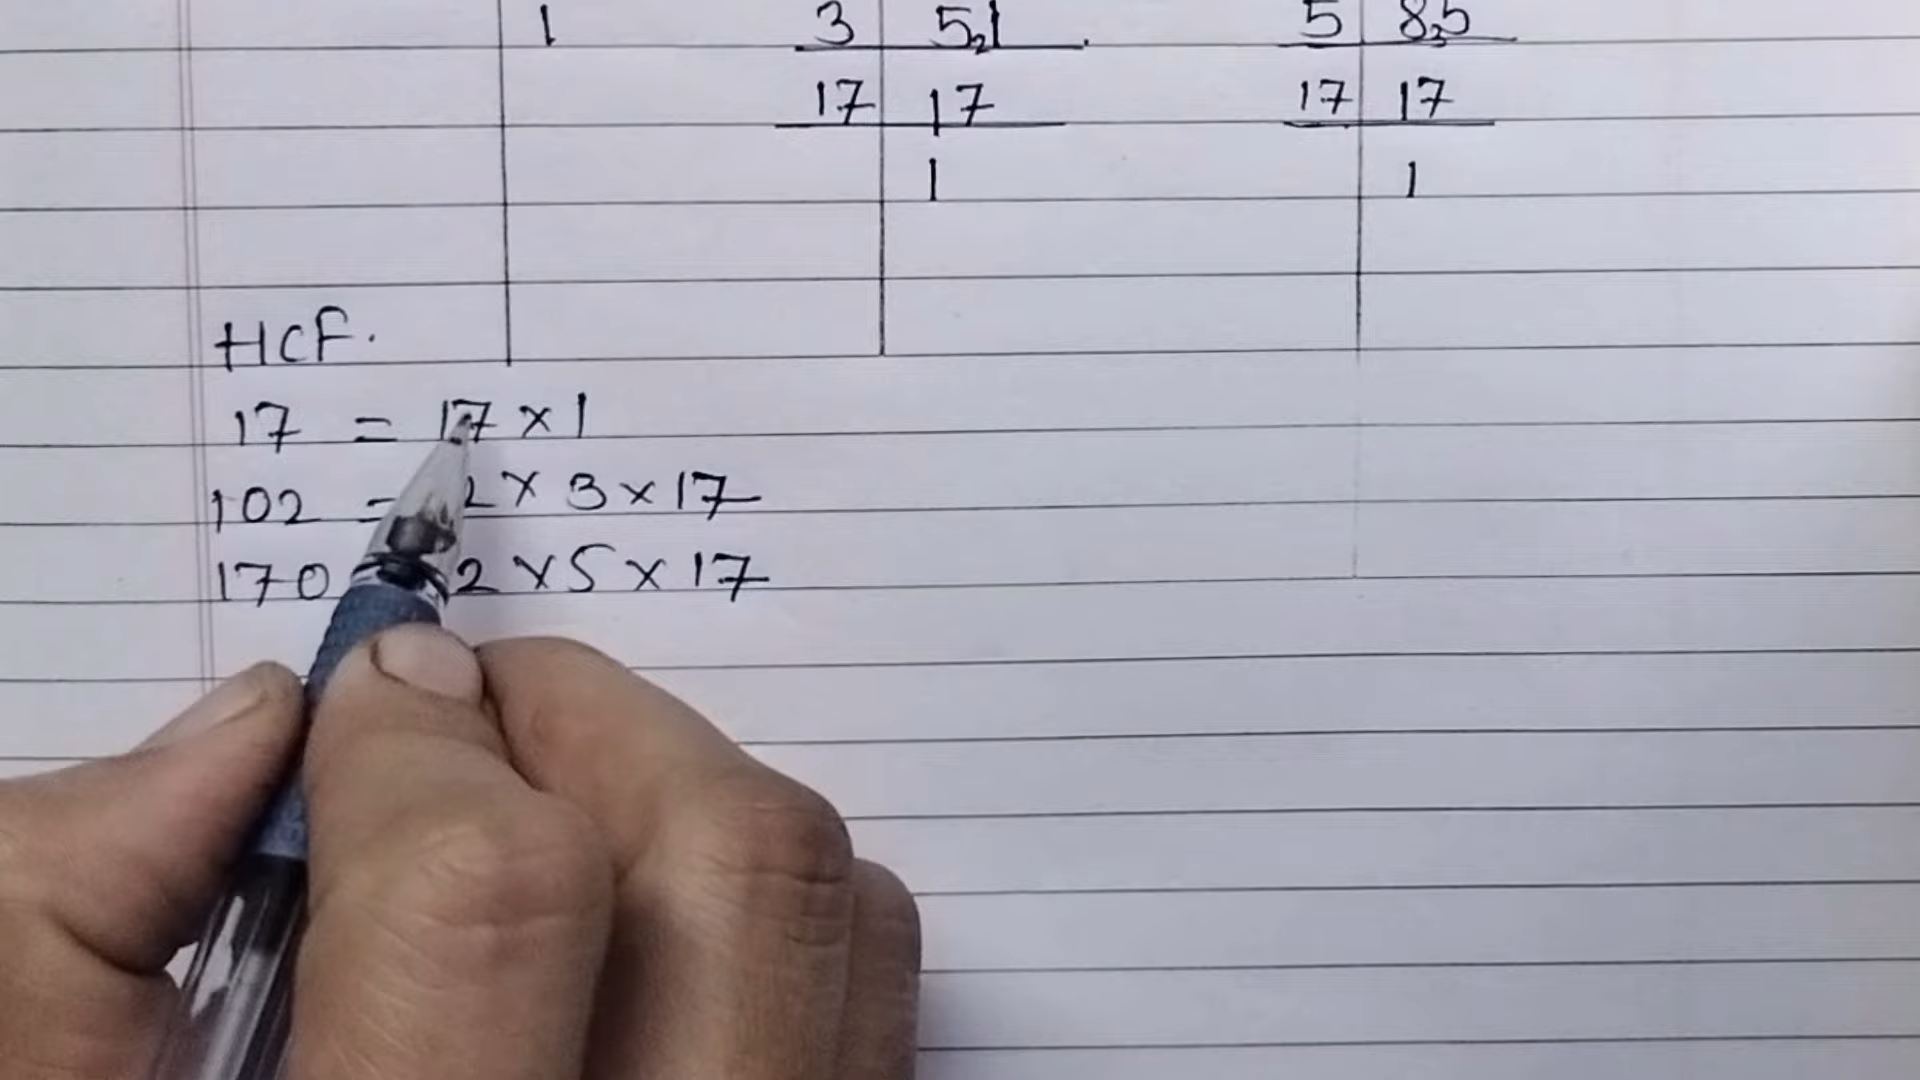 1 3 51 5 85
17 17 17 17
1 1
HCF.
17 = 17 × 1
102 = 2 × 3 × 17
170 2 × 5 × 17